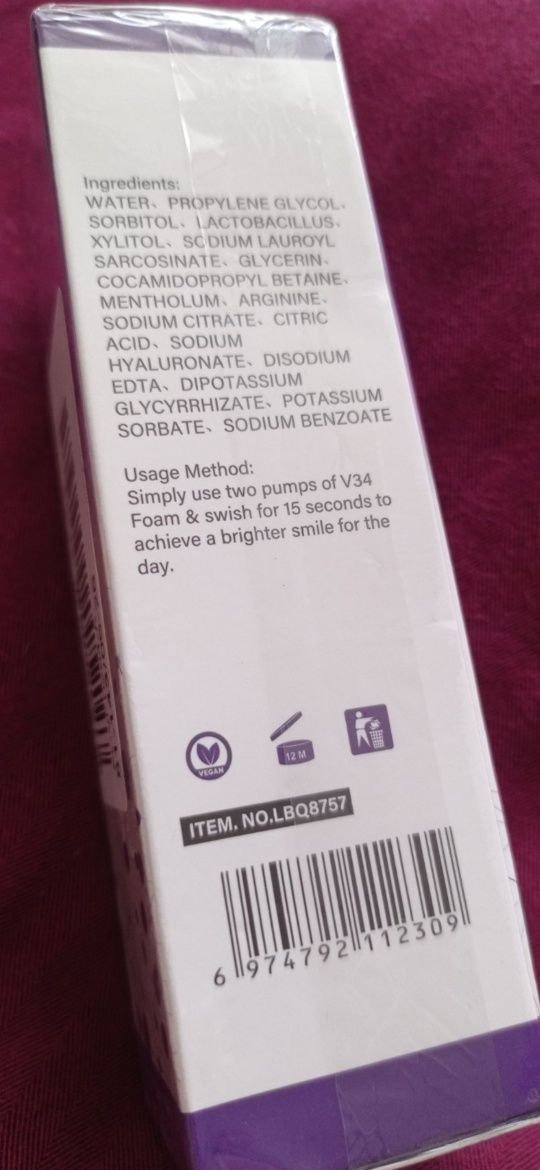 Ingredients:
WATER、PROPYLENE GLYCOL、
SORBITOL、LACTOBACILLUS、
XYLITOL、SODIUM LAUROYL
SARCOSINATE、GLYCERIN、
COCAMIDOPROPYL BETAINE、
MENTHOLUM、ARGININE、
SODIUM CITRATE、CITRIC
ACID、SODIUM
HYALURONATE、DISODIUM
EDTA、DIPOTASSIUM
GLYCYRRHIZATE、POTASSIUM
SORBATE、SODIUM BENZOATE
Usage Method:
Simply use two pumps of V34
Foam & swish for 15 seconds to
achieve a brighter smile for the
day.
VEGAN
12 M
ITEM. NO.LBQ8757
6 974792 112309